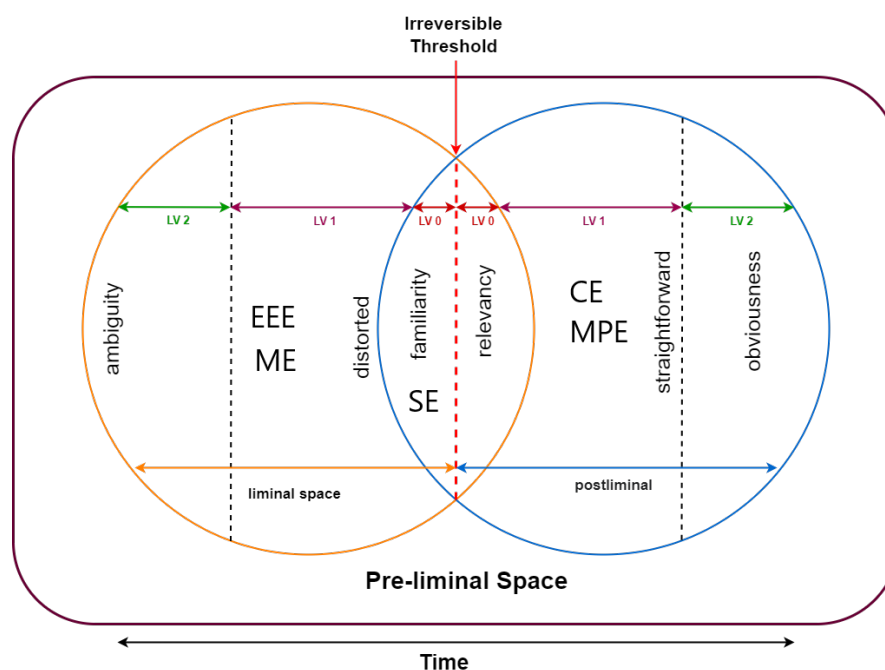 Irreversible
Threshold
LV 2
LV 1
LV 0
LV 0
LV 1
LV 2
ambiguity
EEE
ME
distorted
familiarity
SE
relevancy
CE
MPE
straightforward
obviousness
liminal space
postliminal
Pre-liminal Space
Time